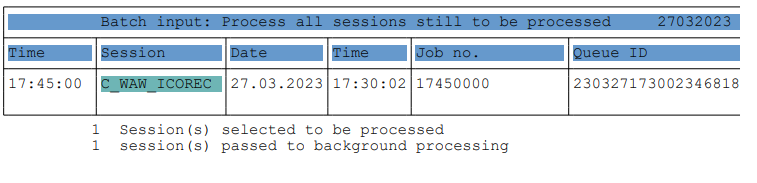 Batch input: Process all sessions still to be processed 27032023
Time Session Date Time Job no. Queue ID
17:45:00 C_WAW_ICOREC 27.03.2023 17:30:02 17450000 230327173002346818
1 Session(s) selected to be processed
1 session(s) passed to background processing